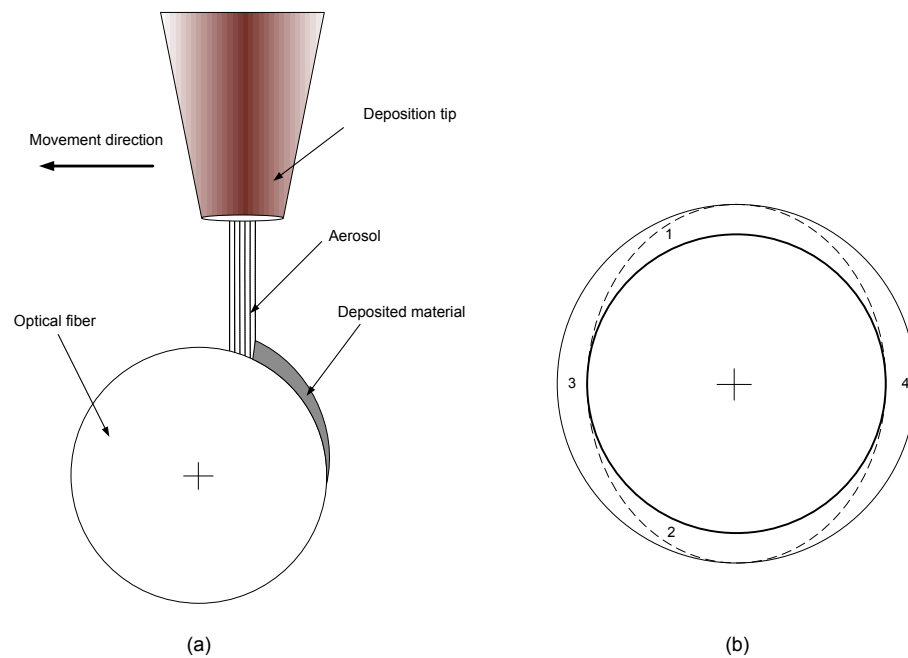 Deposition tip
Movement direction
Aerosol
Deposited material
Optical fiber
(a)
1
3
4
2
(b)